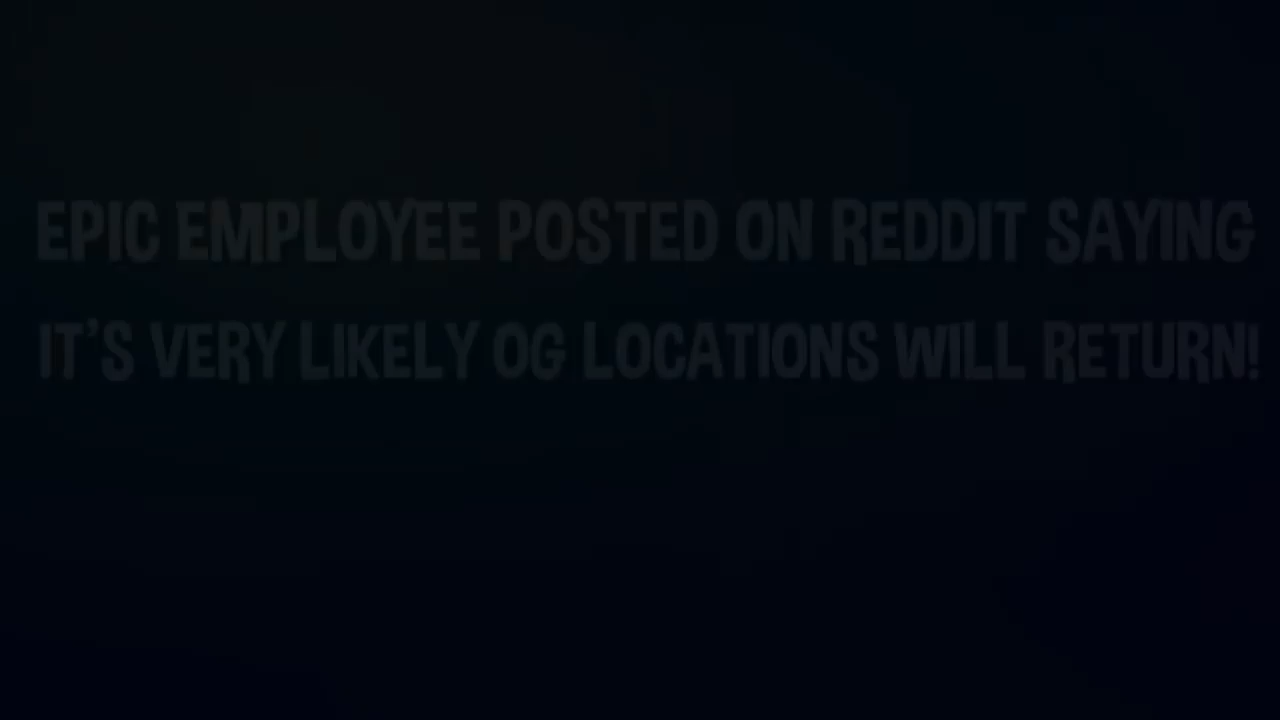 EPIC EMPLOYEE POSTED ON REDDIT SAYING
IT'S VERY LIKELY OG LOCATIONS WILL RETURN!